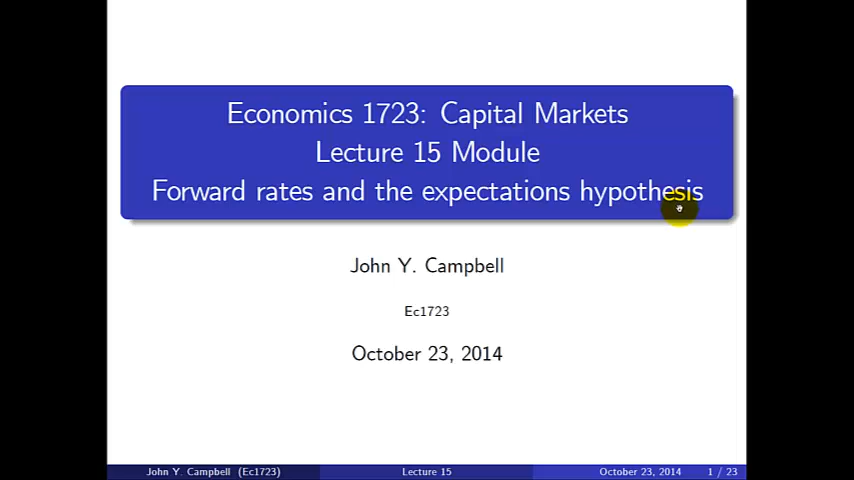 Economics 1723: Capital Markets
Lecture 15 Module
Forward rates and the expectations hypothesis
John Y. Campbell
Ec1723
October 23, 2014
John Y. Campbell (Ec1723) Lecture 15 October 23, 2014 1 / 23